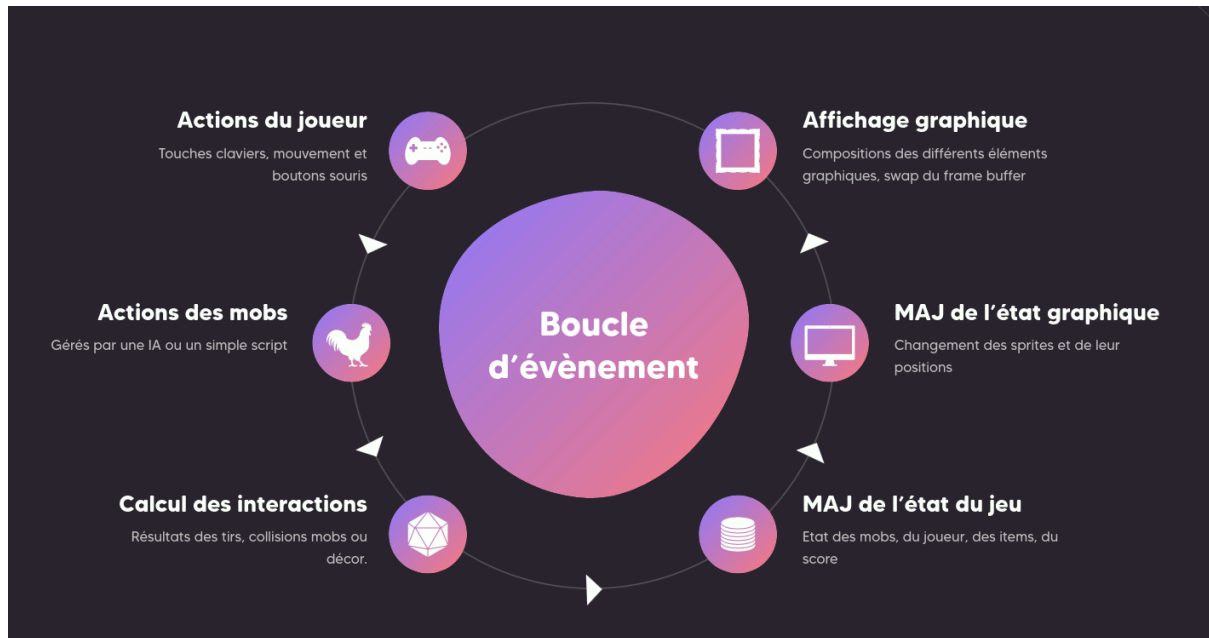 Actions du joueur
Touches claviers, mouvement et
boutons souris
Affichage graphique
Compositions des différents éléments
graphiques, swap du frame buffer
Actions des mobs
Gérés par une IA ou un simple script
Boucle
d'évènement
MAJ de l'état graphique
Changement des sprites et de leur
positions
Calcul des interactions
Résultats des tirs, collisions mobs ou
décor.
MAJ de l'état du jeu
Etat des mobs, du joueur, des items, du
score